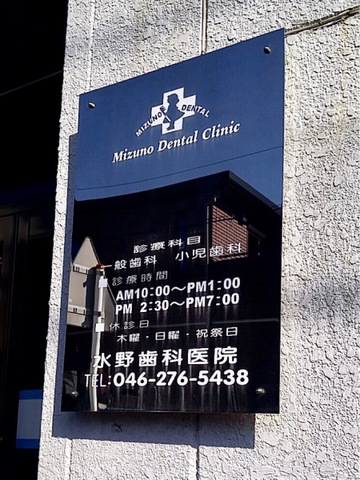 MIZUNO DENTAL
Mizuno Dental Clinic
診療科目
般歯科 小児歯科
診療時間
AM10:00～PM1:00
PM 2:30～PM7:00
休診日
木曜・日曜・祝祭日
水野歯科医院
TEL:046-276-5438